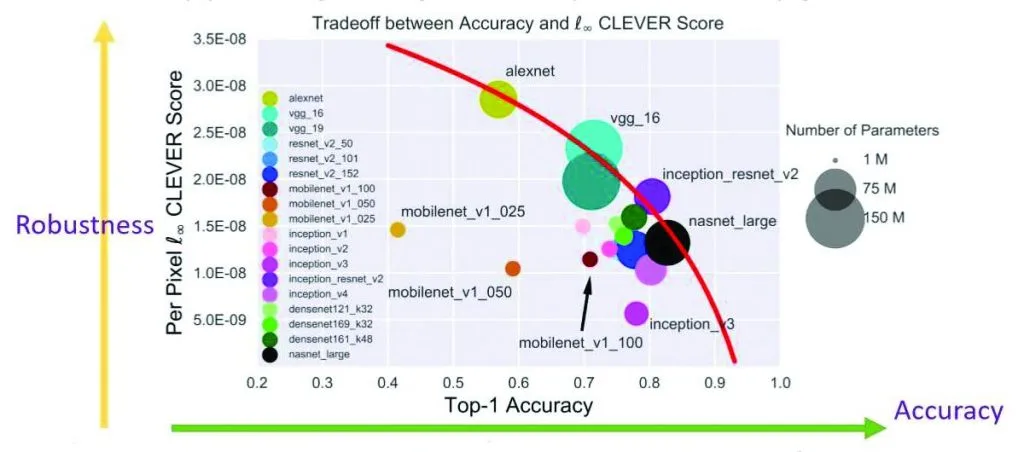 Tradeoff between Accuracy and ℓ∞ CLEVER Score
Robustness
Per Pixel ℓ∞ CLEVER Score
3.5E-08
3.0E-08
2.5E-08
2.0E-08
1.5E-08
1.0E-08
5.0E-09
alexnet
vgg_16
vgg_19
resnet_v2_50
resnet_v2_101
resnet_v2_152
mobilenet_v1_100
mobilenet_v1_050
mobilenet_v1_025
inception_v1
inception_v2
inception_v3
inception_resnet_v2
inception_v4
densenet121_k32
densenet169_k32
densenet161_k48
nasnet_large
alexnet
vgg_16
inception_resnet_v2
mobilenet_v1_025
nasnet_large
mobilenet_v1_050
inception_v3
mobilenet_v1_100
Number of Parameters
1 M
75 M
150 M
0.2 0.3 0.4 0.5 0.6 0.7 0.8 0.9 1.0
Top-1 Accuracy
Accuracy